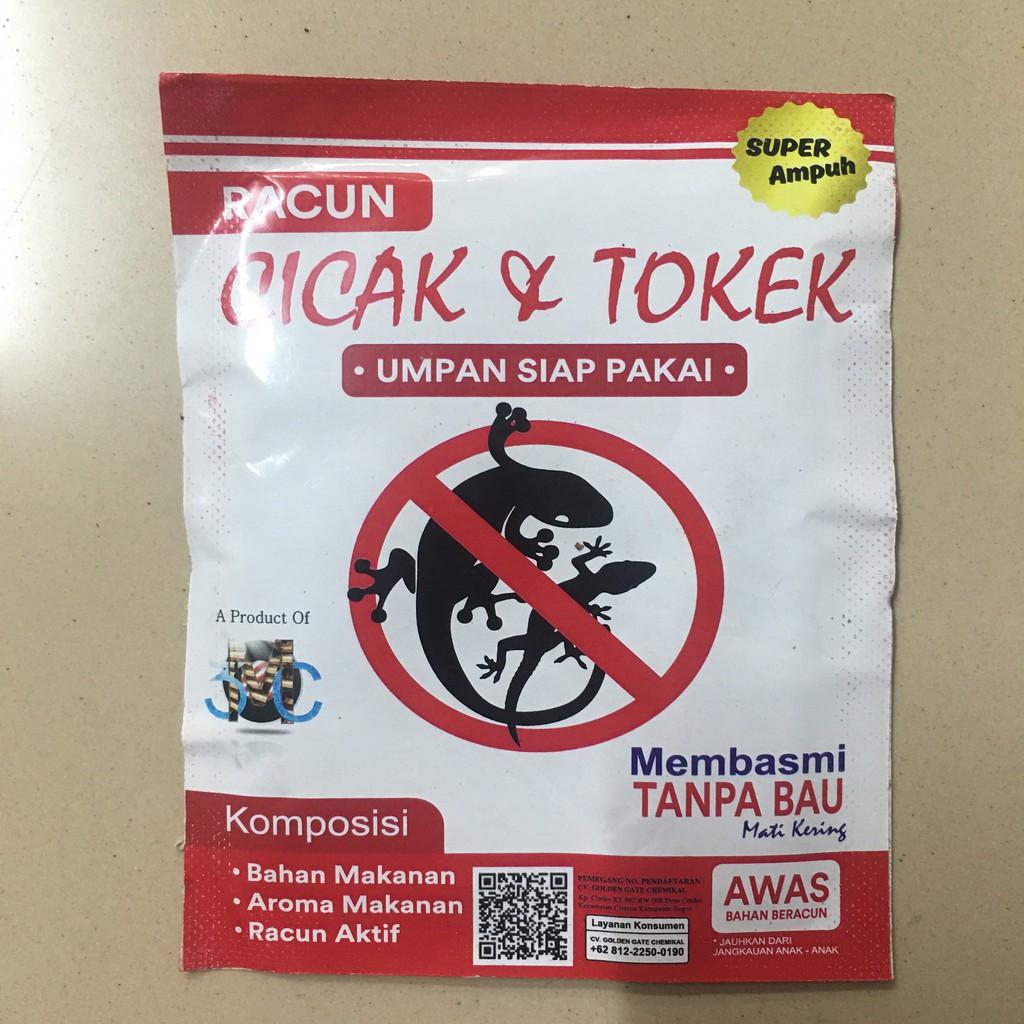 SUPER
Ampuh
RACUN
CICAK & TOKEK
• UMPAN SIAP PAKAI •
A Product Of
Membasmi
TANPA BAU
Mati Kering
Komposisi
• Bahan Makanan
• Aroma Makanan
• Racun Aktif
PEMEGANG NO. PENDAFTARAN :
CV. GOLDEN GATE CHEMIKAL
Layanan Konsumen
CV. GOLDEN GATE CHEMIKAL
+62 812-2250-0190
AWAS
BAHAN BERACUN
• JAUHKAN DARI
JANGKAUAN ANAK - ANAK